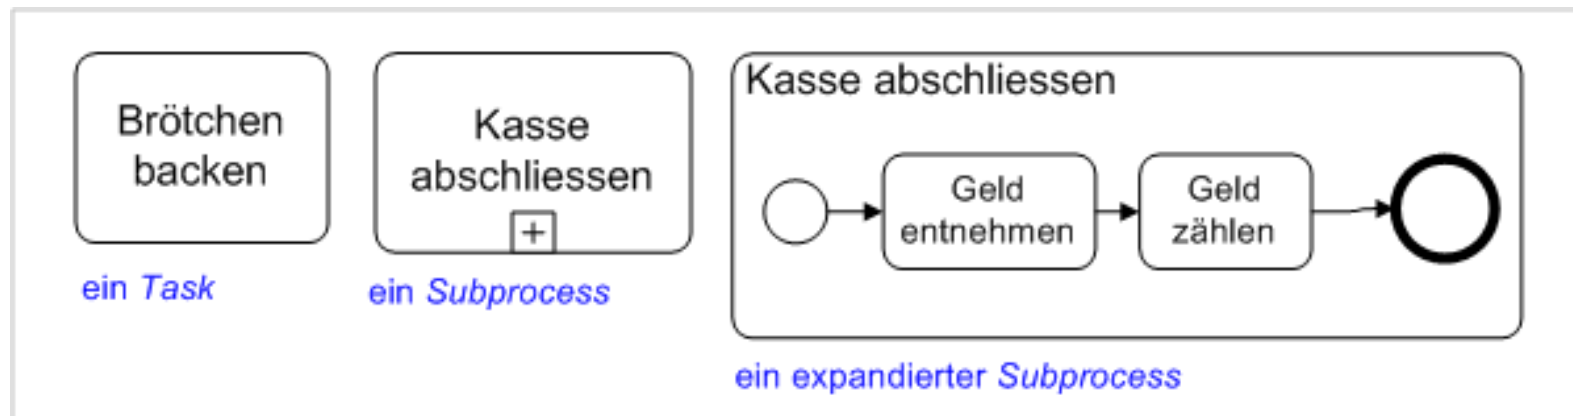 Brötchen
backen
ein Task
Kasse
abschliessen
+
ein Subprocess
Kasse abschliessen
Geld
entnehmen
Geld
zählen
ein expandierter Subprocess